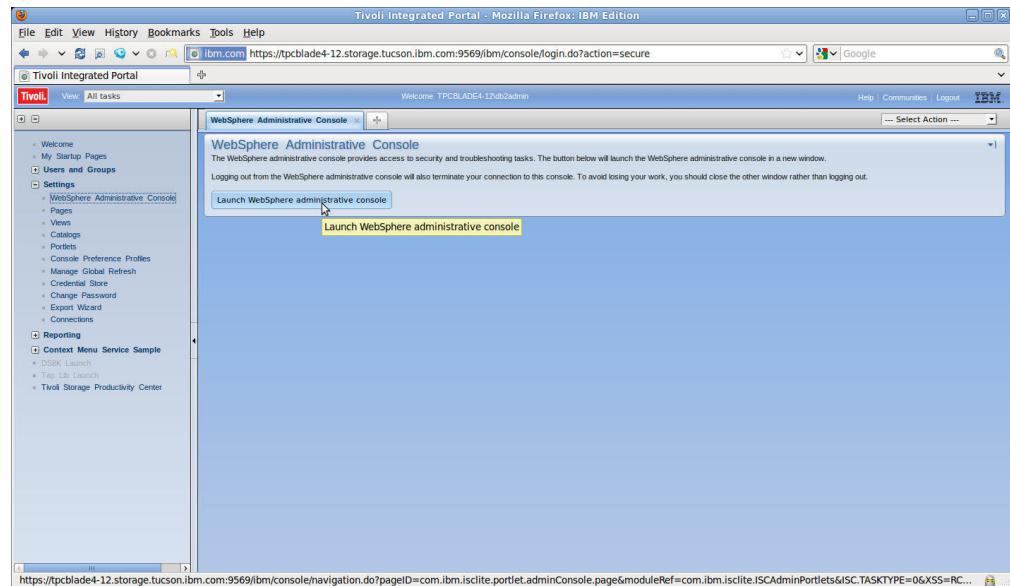 Tivoli Integrated Portal - Mozilla Firefox: IBM Edition
File Edit View History Bookmarks Tools Help
ibm.com https://tpcblade4-12.storage.tucson.ibm.com:9569/ibm/console/login.do?action=secure
Google
Tivoli Integrated Portal
Tivoli. View: All tasks
Welcome TPCBLADE4-12\db2admin
Help Communities Logout IBM.
WebSphere Administrative Console
--- Select Action ---
Welcome
My Startup Pages
Users and Groups
Settings
WebSphere Administrative Console
Pages
Views
Catalogs
Portlets
Console Preference Profiles
Manage Global Refresh
Credential Store
Change Password
Export Wizard
Connections
Reporting
Context Menu Service Sample
DS8K Launch
Tap Lib Launch
Tivoli Storage Productivity Center
WebSphere Administrative Console
The WebSphere administrative console provides access to security and troubleshooting tasks. The button below will launch the WebSphere administrative console in a new window.
Logging out from the WebSphere administrative console will also terminate your connection to this console. To avoid losing your work, you should close the other window rather than logging out.
Launch WebSphere administrative console
Launch WebSphere administrative console
https://tpcblade4-12.storage.tucson.ibm.com:9569/ibm/console/navigation.do?pageID=com.ibm.isclite.portlet.adminConsole.page&moduleRef=com.ibm.isclite.ISCAdminPortlets&ISC.TASKTYPE=0&XSS=RC...